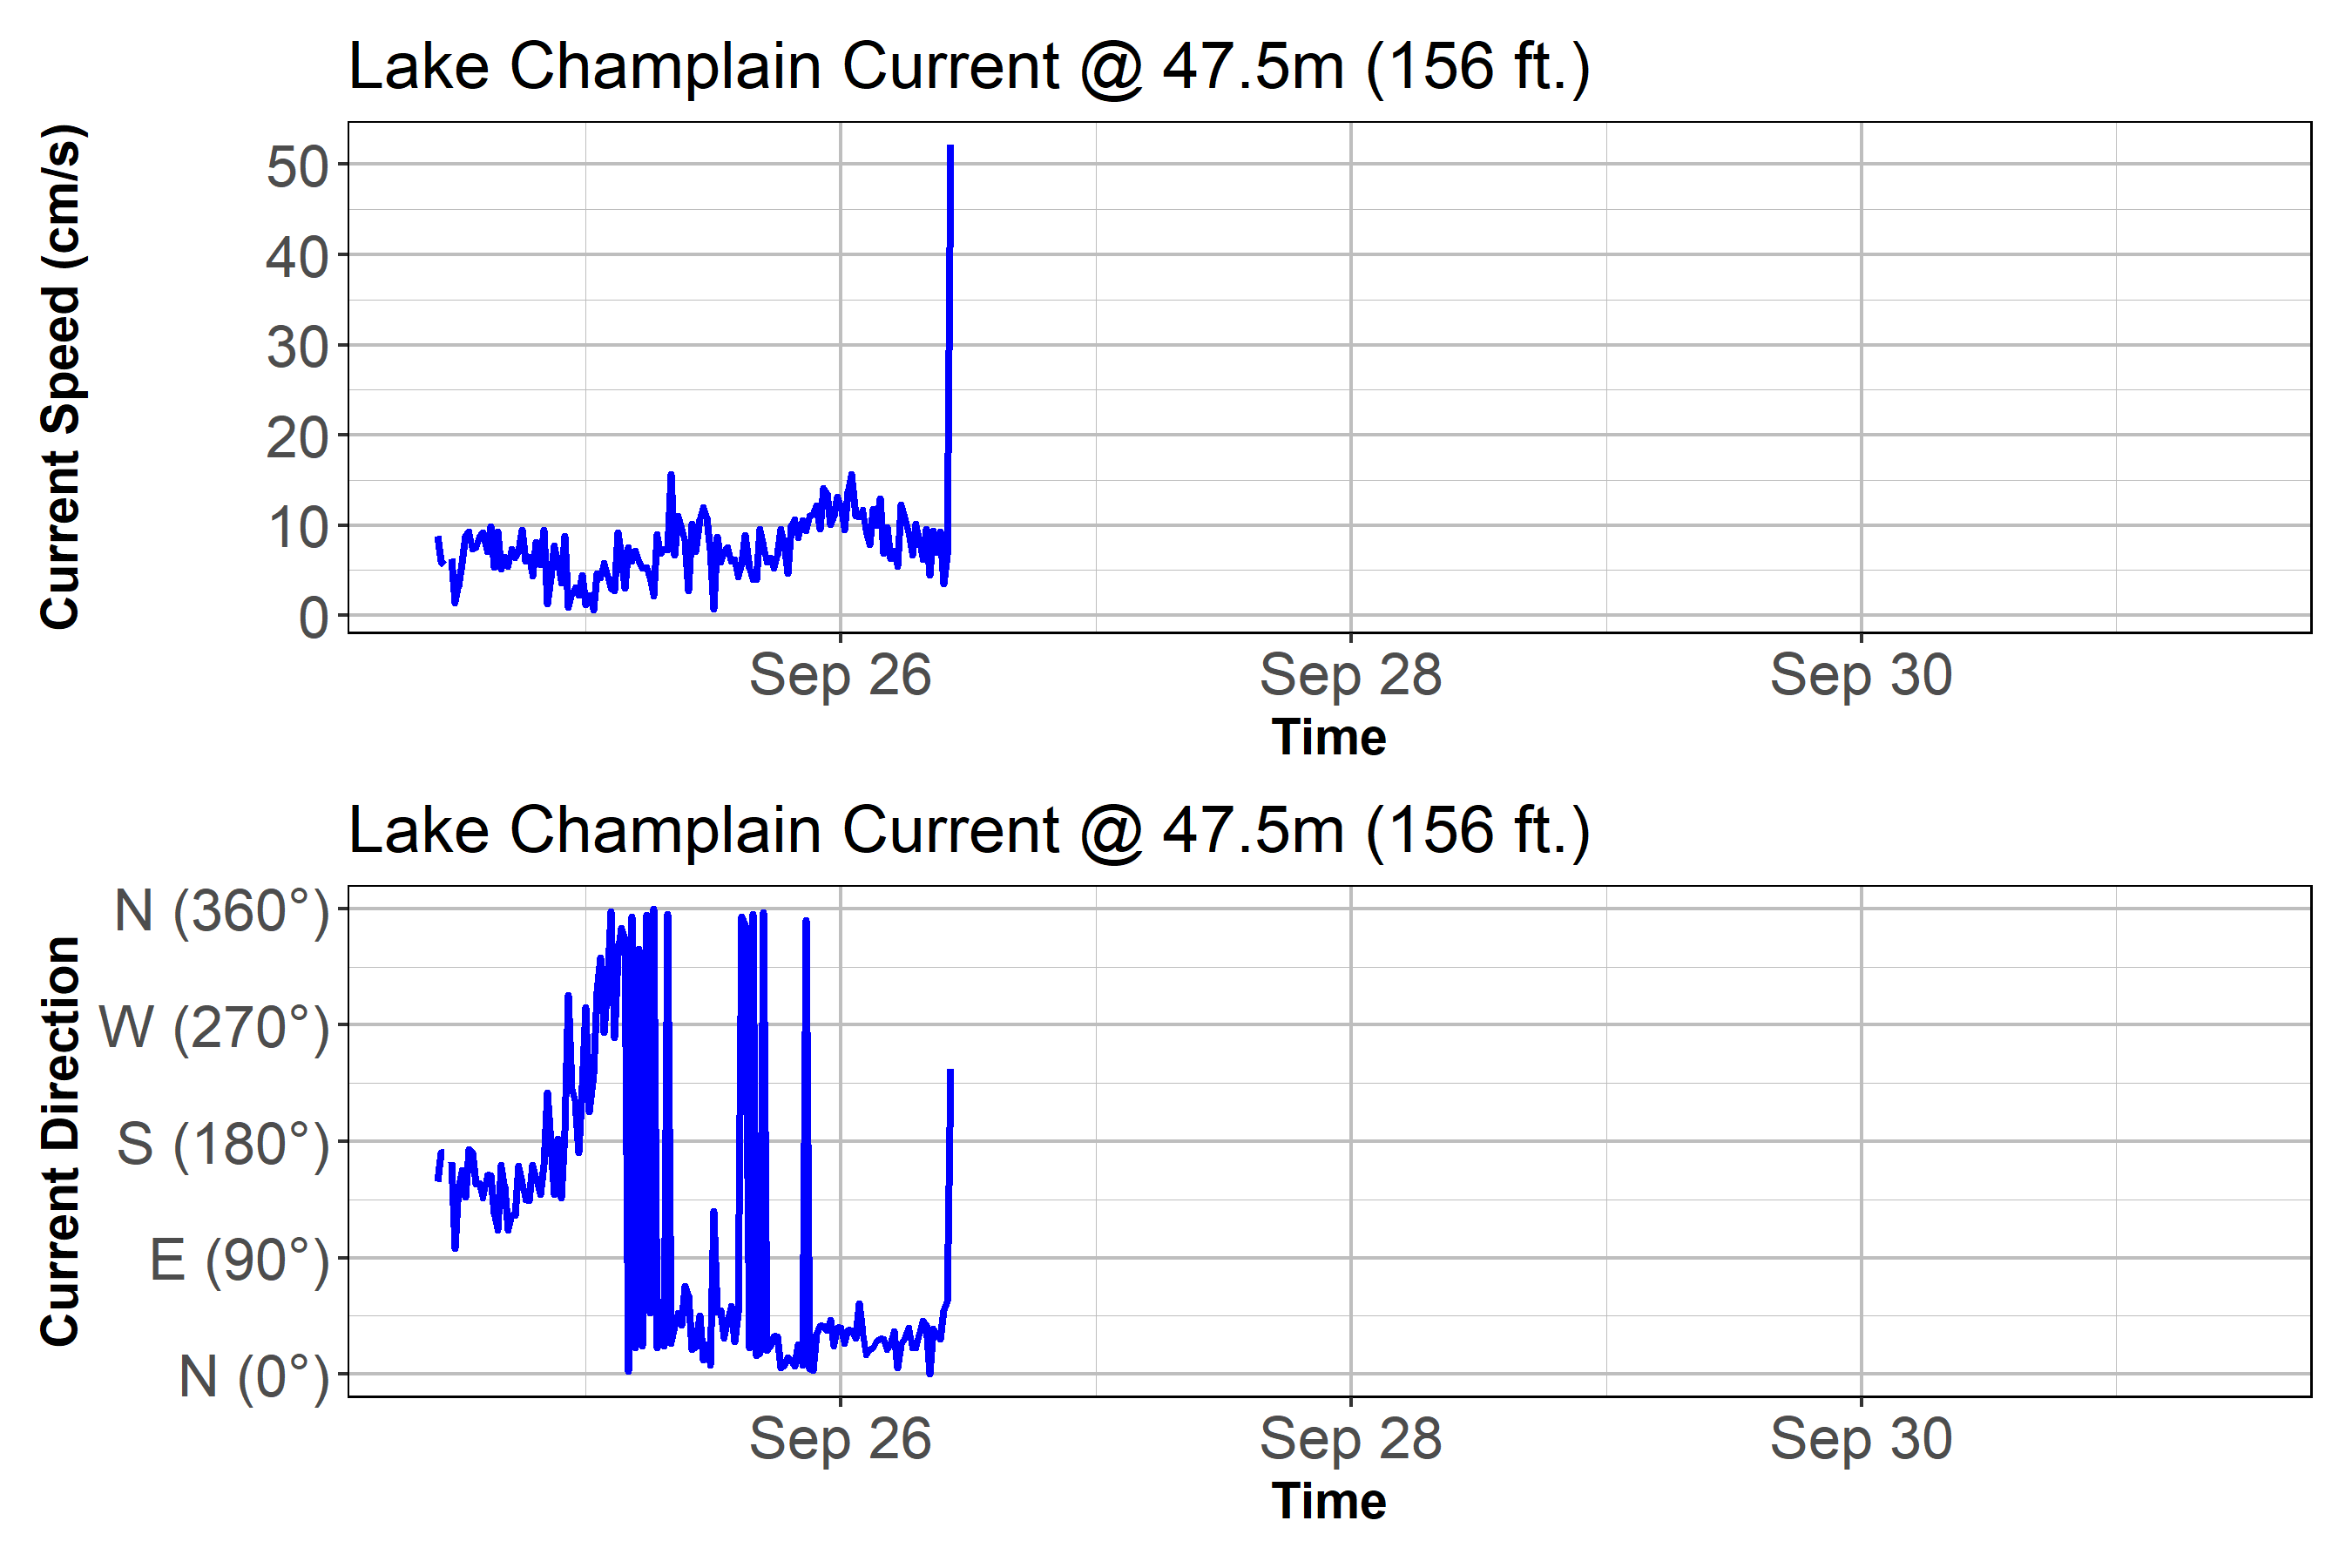 Lake Champlain Current @ 47.5m (156 ft.)
Current Speed (cm/s)
50
40
30
20
10
0
Sep 26 Sep 28 Sep 30
Time
Lake Champlain Current @ 47.5m (156 ft.)
Current Direction
N (360°)
W (270°)
S (180°)
E (90°)
N (0°)
Sep 26 Sep 28 Sep 30
Time